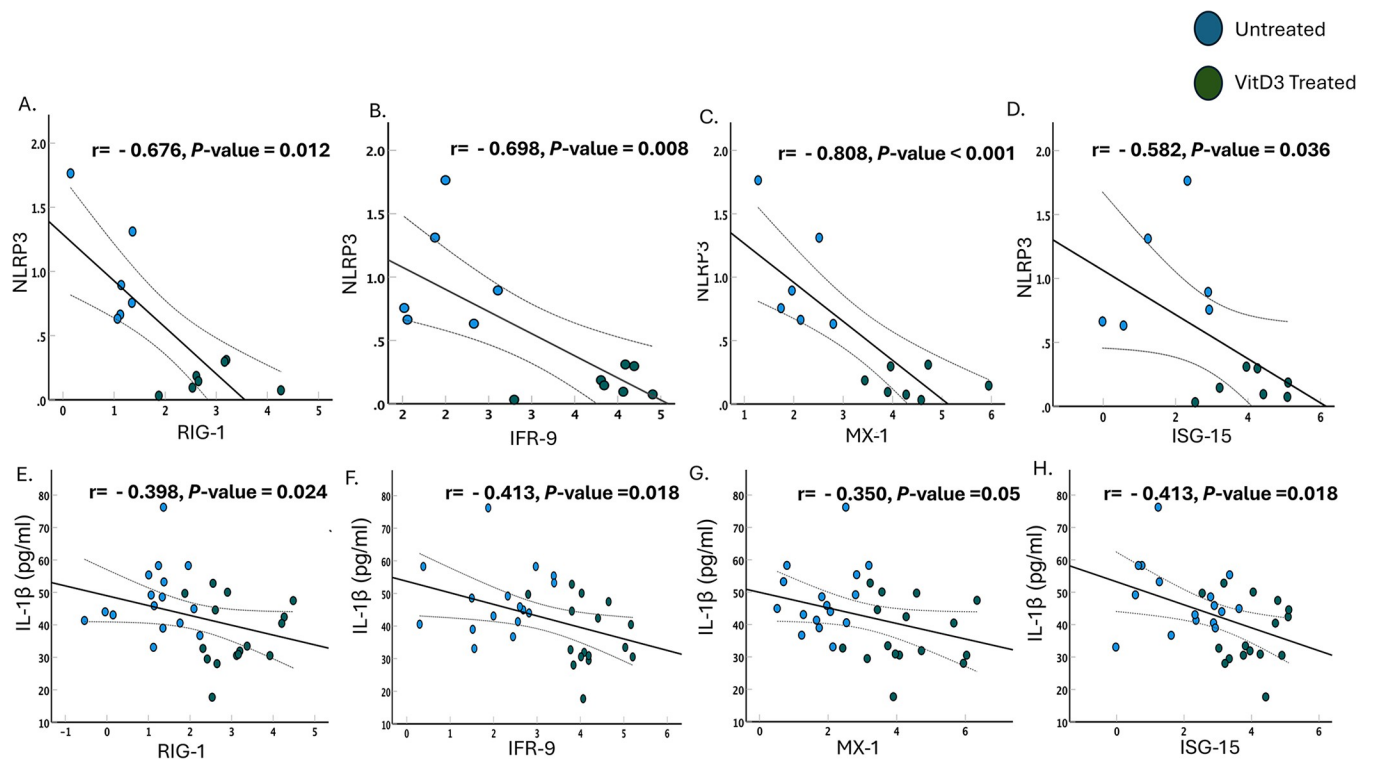 Untreated
VitD3 Treated
A.
r= - 0.676, P-value = 0.012
NLRP3
2.0
1.5
1.0
.5
.0
0 1 2 3 4 5
RIG-1
B.
r= - 0.698, P-value = 0.008
NLRP3
2.0
1.5
1.0
.5
.0
2 2 3 3 4 4 5
IFR-9
C.
r= - 0.808, P-value < 0.001
NLRP3
2.0
1.5
1.0
.5
.0
1 2 3 4 5 6
MX-1
D.
r= - 0.582, P-value = 0.036
NLRP3
2.0
1.5
1.0
.5
.0
0 2 4 6
ISG-15
E.
r= - 0.398, P-value = 0.024
IL-1β (pg/ml)
80
70
60
50
40
30
20
10
-1 0 1 2 3 4 5
RIG-1
F.
r= - 0.413, P-value =0.018
IL-1β (pg/ml)
80
70
60
50
40
30
20
10
0 1 2 3 4 5 6
IFR-9
G.
r= - 0.350, P-value =0.05
IL-1β (pg/ml)
80
70
60
50
40
30
20
10
0 2 4 6
MX-1
H.
r= - 0.413, P-value =0.018
IL-1β (pg/ml)
80
70
60
50
40
30
20
10
0 2 4 6
ISG-15